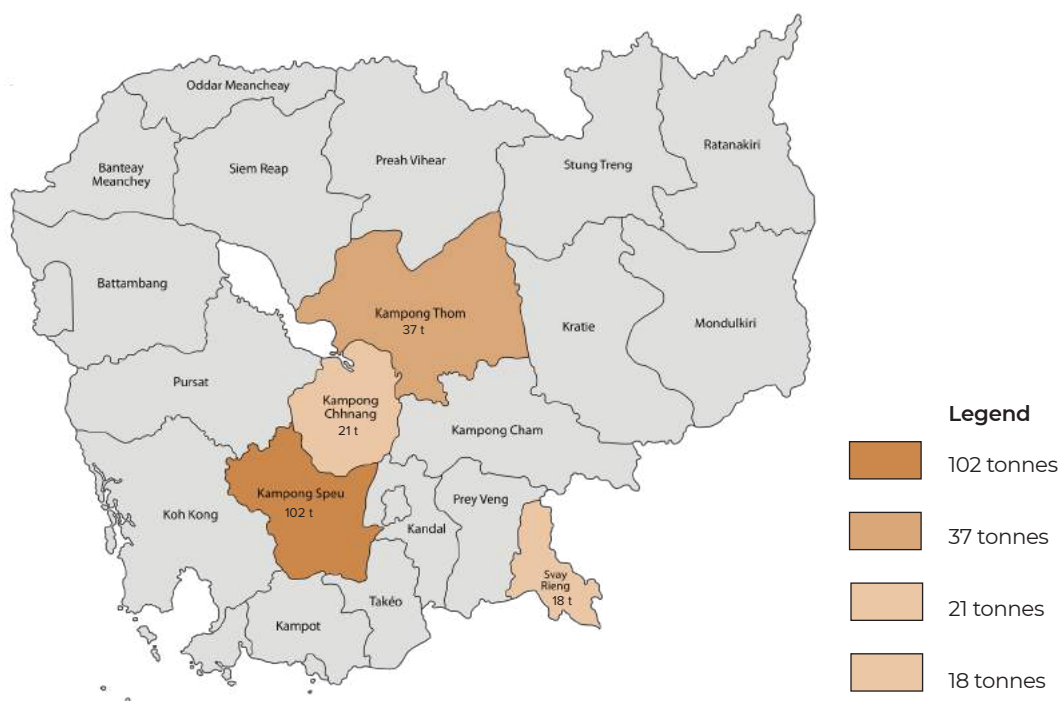 Oddar Meancheay
Ratanakiri
Preah Vihear
Stung Treng
Banteay
Meanchey
Siem Reap
Battambang
Kampong Thom
37 t
Kratie
Mondulkiri
Pursat
Kampong
Chhnang
21 t
Kampong Cham
Kampong Speu
102 t
Koh Kong
Prey Veng
Kandal
Svay
Rieng
18 t
Takéo
Kampot
Legend
102 tonnes
37 tonnes
21 tonnes
18 tonnes